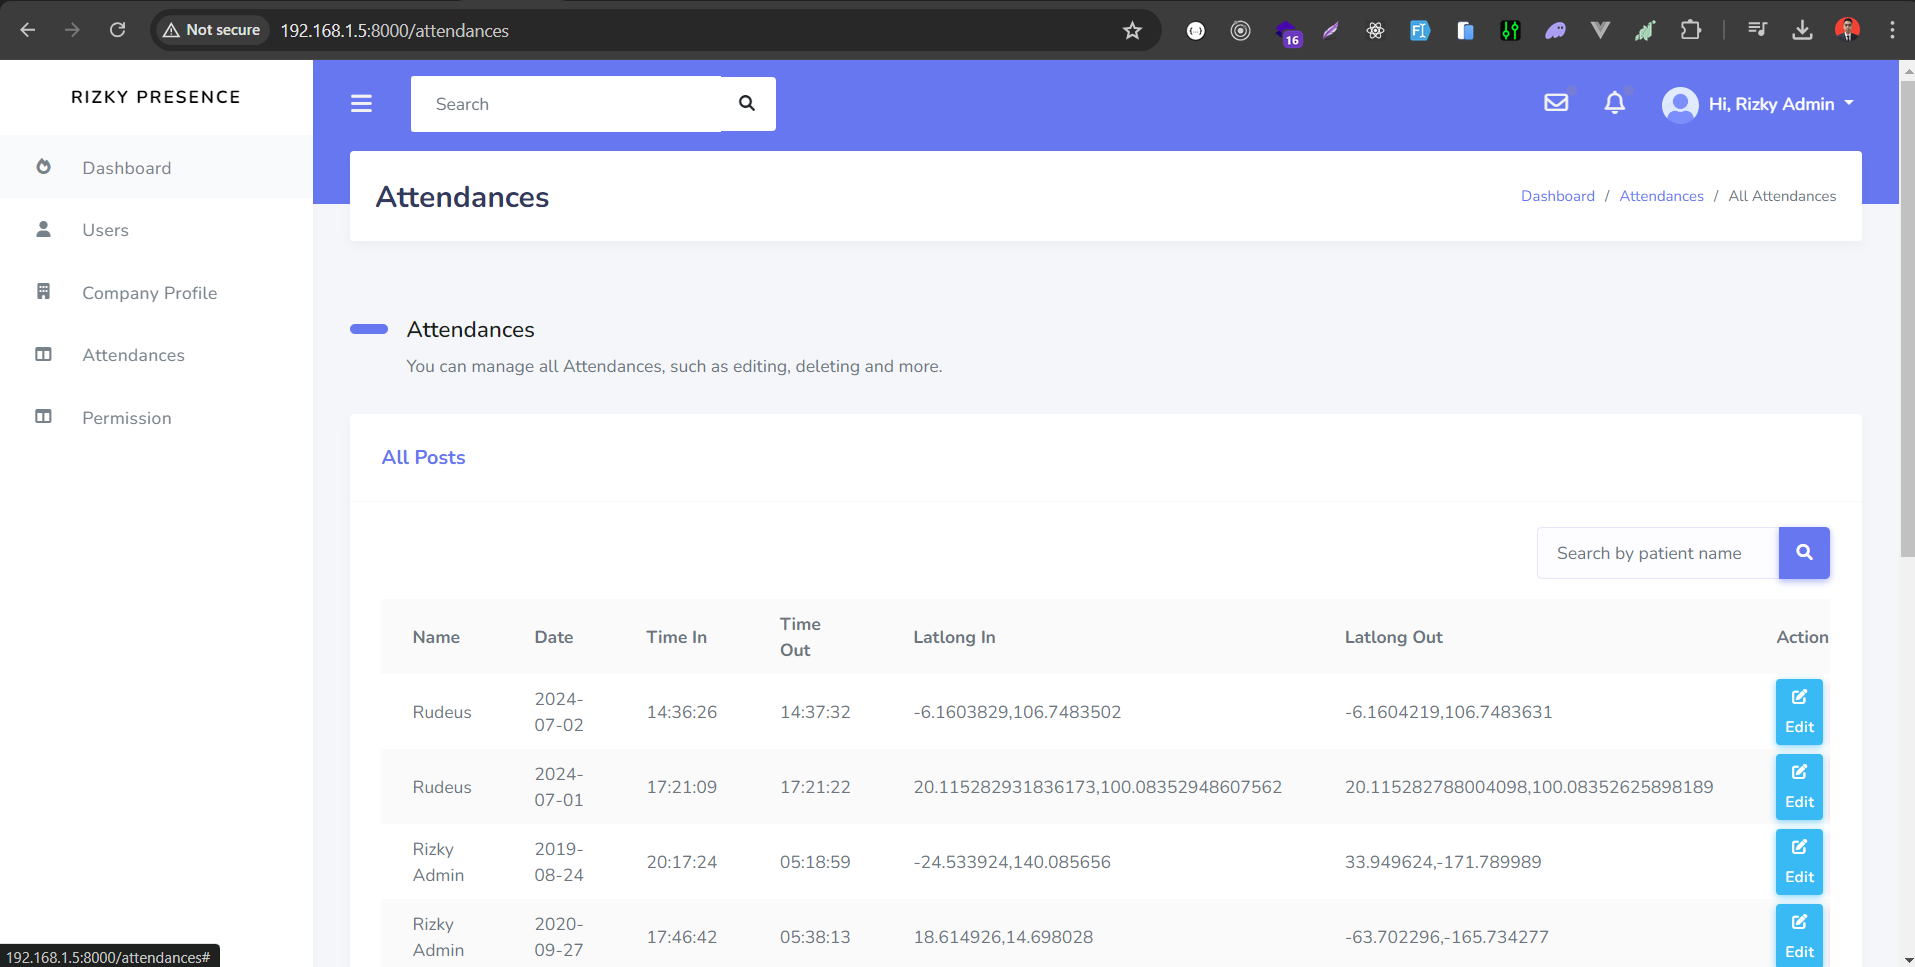 Not secure
192.168.1.5:8000/attendances
16
RIZKY PRESENCE
Search
Hi, Rizky Admin
Dashboard
Users
Company Profile
Attendances
Permission
Attendances
Dashboard / Attendances / All Attendances
Attendances
You can manage all Attendances, such as editing, deleting and more.
All Posts
Search by patient name
Name Date Time In Time Out Latlong In Latlong Out Action
Rudeus 2024-07-02 14:36:26 14:37:32 -6.1603829,106.7483502 -6.1604219,106.7483631 Edit
Rudeus 2024-07-01 17:21:09 17:21:22 20.115282931836173,100.08352948607562 20.115282788004098,100.08352625898189 Edit
Rizky Admin 2019-08-24 20:17:24 05:18:59 -24.533924,140.085656 33.949624,-171.789989 Edit
Rizky Admin 2020-09-27 17:46:42 05:38:13 18.614926,14.698028 -63.702296,-165.734277 Edit
192.168.1.5:8000/attendances#